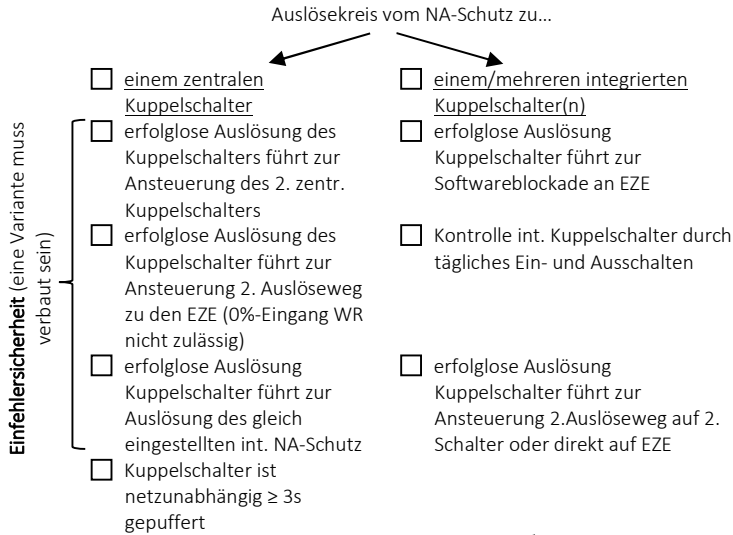 Auslösekreis vom NA-Schutz zu…
einem zentralen
Kuppelschalter
erfolglose Auslösung des
Kuppelschalters führt zur
Ansteuerung des 2. zentr.
Kuppelschalters
erfolglose Auslösung des
Kuppelschalter führt zur
Ansteuerung 2. Auslöseweg
zu den EZE (0%-Eingang WR
nicht zulässig)
erfolglose Auslösung
Kuppelschalter führt zur
Auslösung des gleich
eingestellten int. NA-Schutz
Kuppelschalter ist
netzunabhängig ≥ 3s
gepuffert
einem/mehreren integrierten
Kuppelschalter(n)
erfolglose Auslösung
Kuppelschalter führt zur
Softwareblockade an EZE
Kontrolle int. Kuppelschalter durch
tägliches Ein- und Ausschalten
erfolglose Auslösung
Kuppelschalter führt zur
Ansteuerung 2.Auslöseweg auf 2.
Schalter oder direkt auf EZE
Einfehlersicherheit (eine Variante muss
verbaut sein)